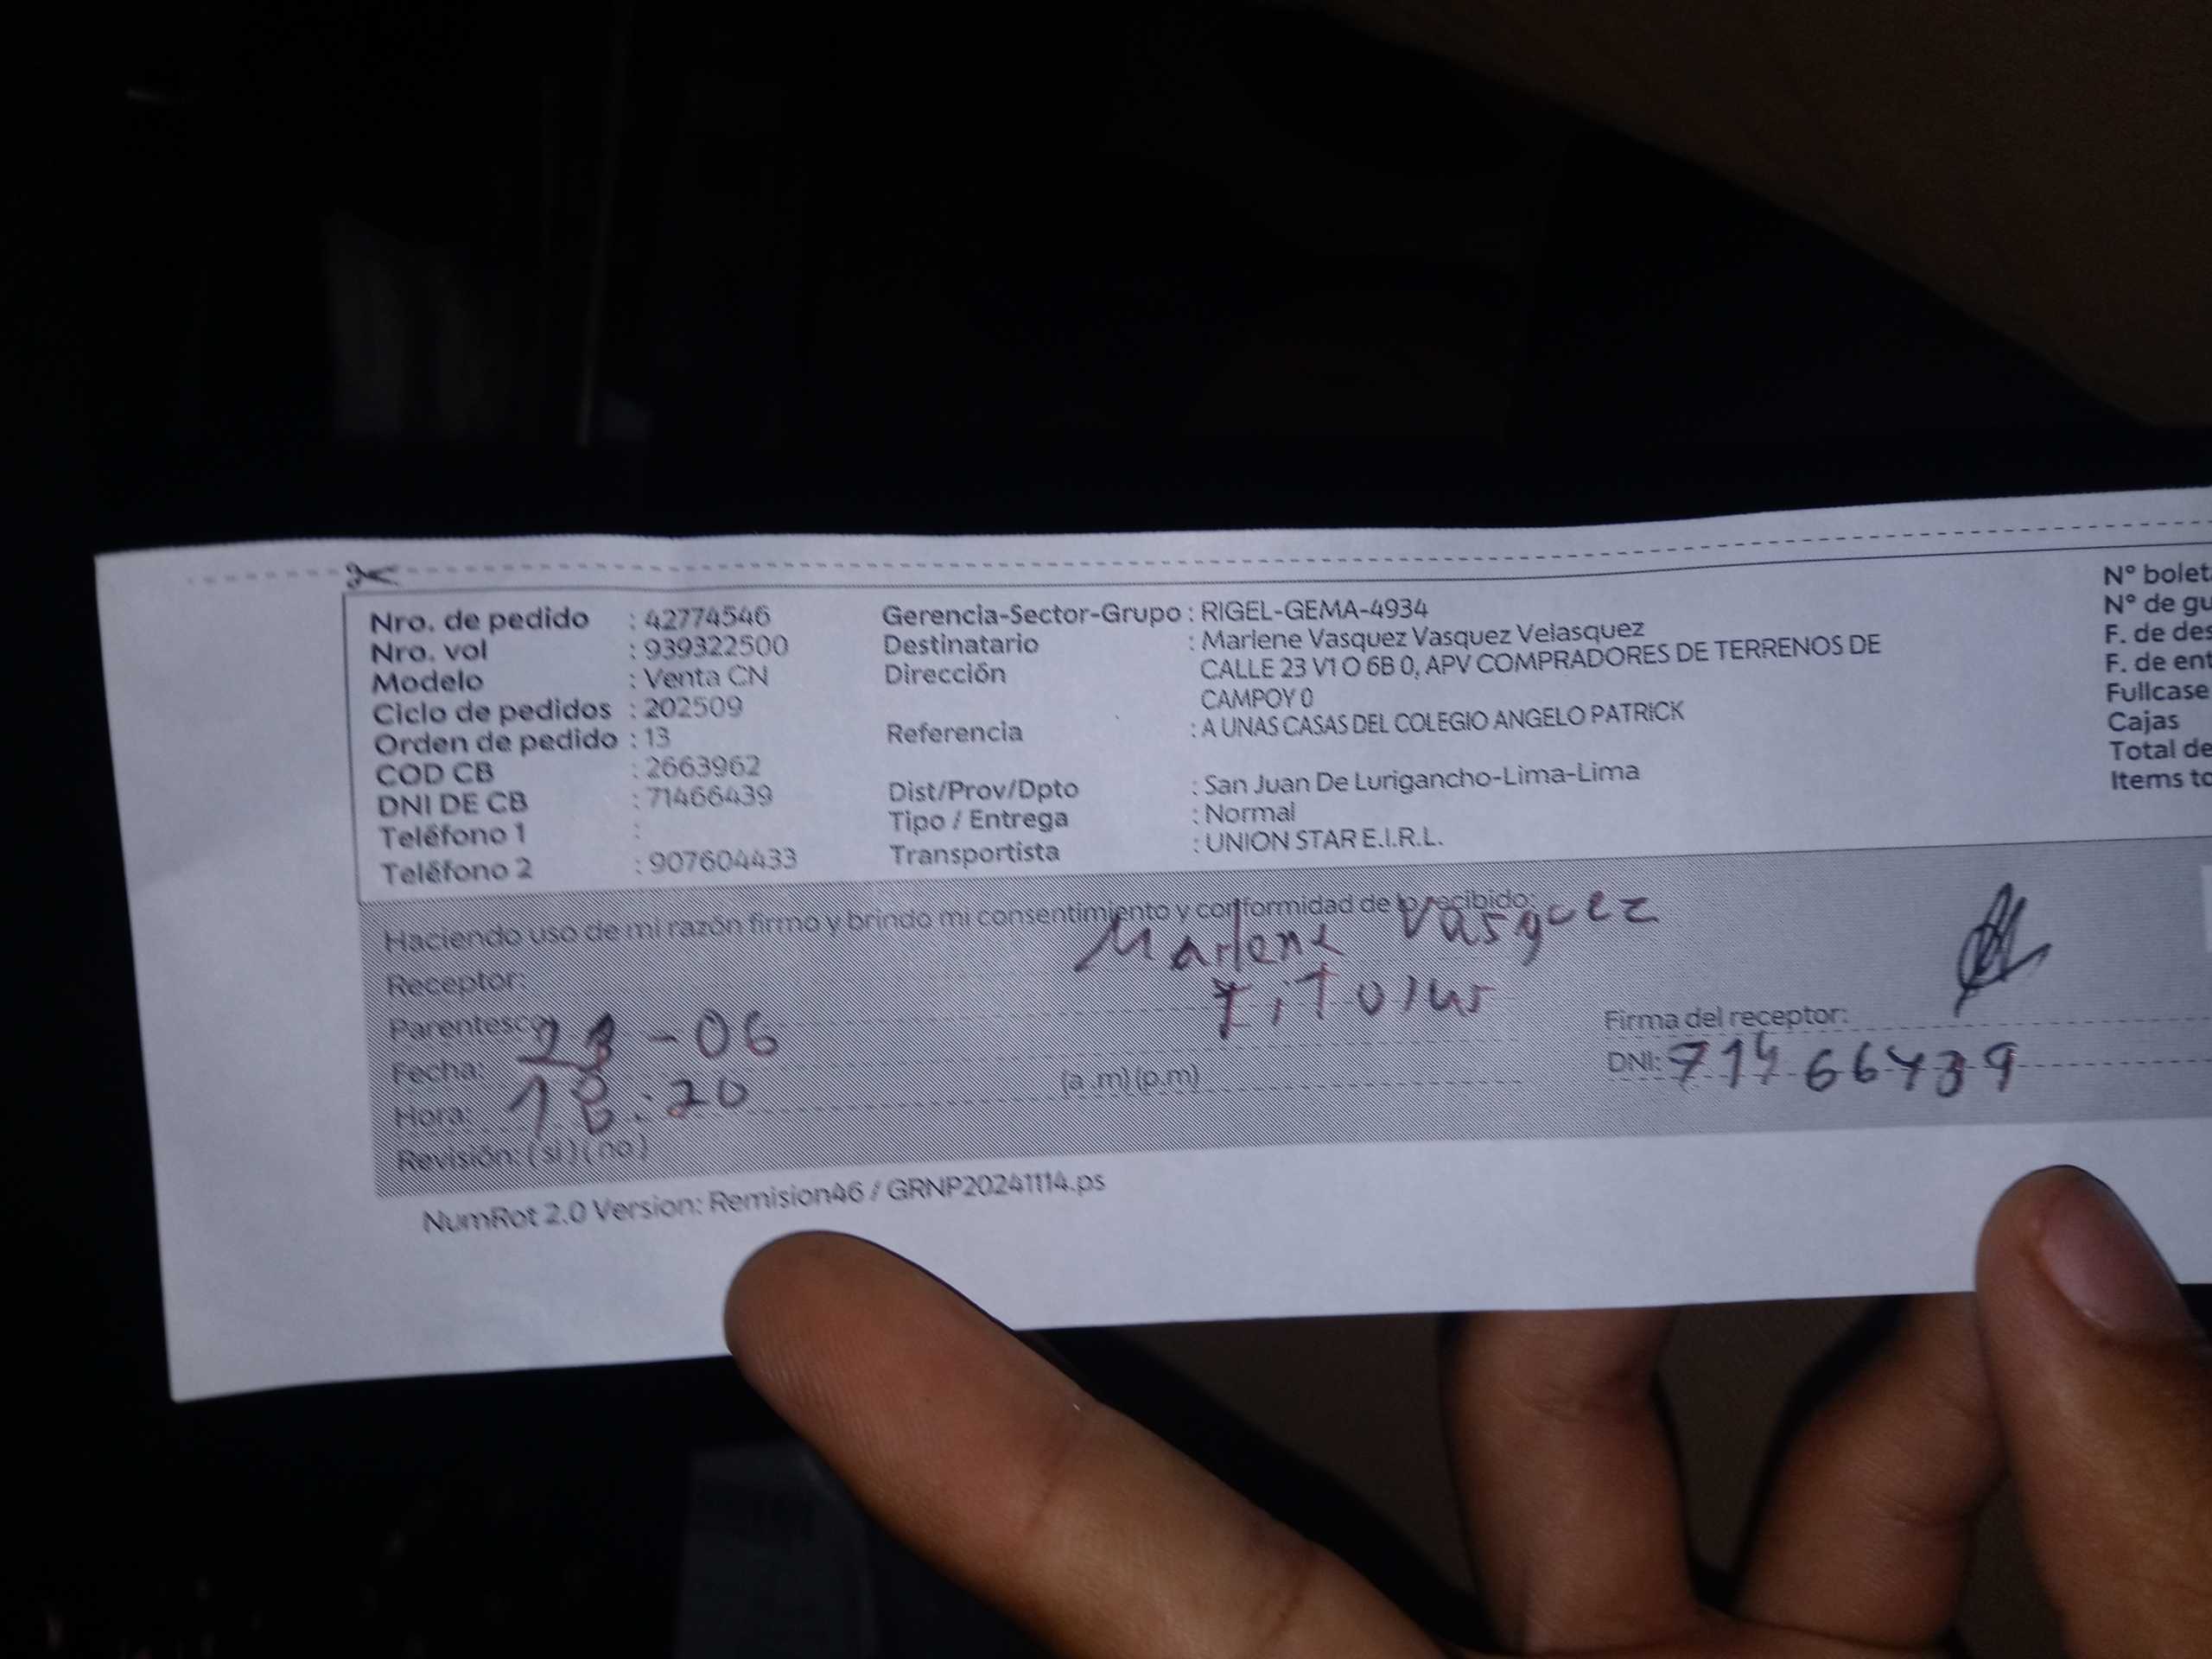 Nro. de pedido : 42774546
Nro. vol : 939322500
Modelo : Venta CN
Ciclo de pedidos : 202509
Orden de pedido : 13
COD CB : 2663962
DNI DE CB : 71466439
Teléfono 1 :
Teléfono 2 : 907604433
Gerencia-Sector-Grupo : RIGEL-GEMA-4934
Destinatario : Marlene Vasquez Vasquez Velasquez
Dirección CALLE 23 V1 O 6B 0, APV COMPRADORES DE TERRENOS DE
CAMPOY 0
Referencia : A UNAS CASAS DEL COLEGIO ANGELO PATRICK
Dist/Prov/Dpto : San Juan De Lurigancho-Lima-Lima
Tipo / Entrega : Normal
Transportista : UNION STAR E.I.R.L.
Nº bolet
Nº de gu
F. de des
F. de ent
Fullcase
Cajas
Total de
Items to
Haciendo uso de mi razón firmo y brindo mi consentimiento y conformidad de lo recibido:
Receptor: Marlene Vasquez
Parentesco:
Fecha: -06
Hora: 18:20 (a .m) (p.m)
Revisión: ( si ) ( no )
Firma del receptor:
DNI: 71466439
NumRot 2.0 Version: Remision46 / GRNP20241114.ps